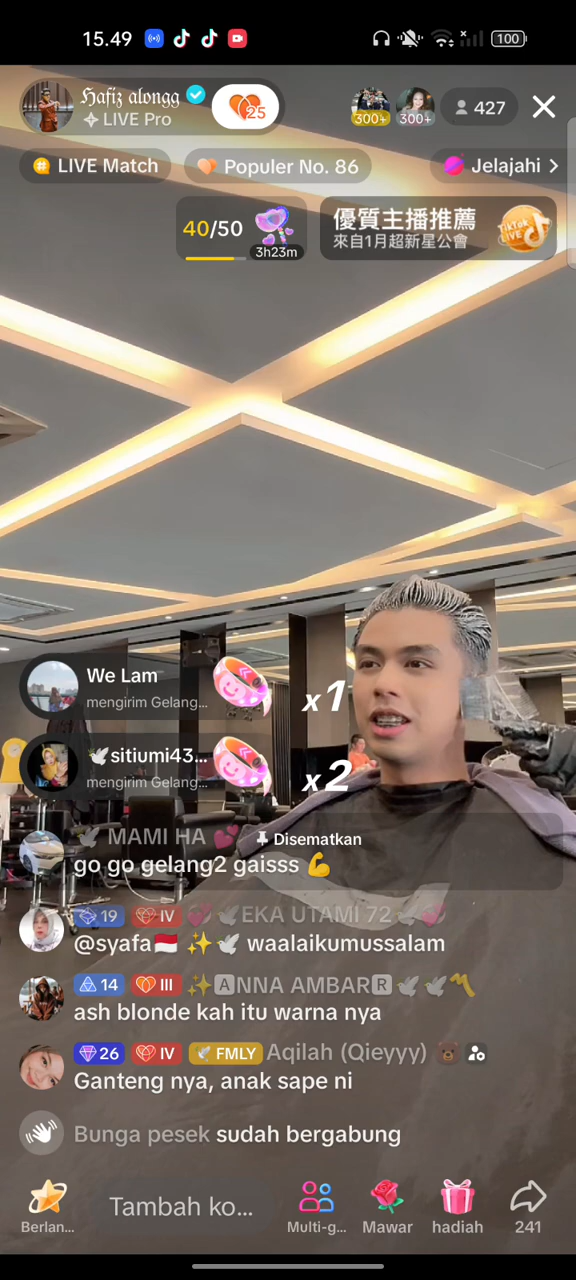 15.49
100
Hafiz alongg
LIVE Pro
25
300+
300+
427
LIVE Match
Populer No. 86
Jelajahi
40/50
3h23m
優質主播推薦
來自1月超新星公會
TikTok LIVE
We Lam
mengirim Gelang...
x1
🕊️sitiumi43...
mengirim Gelang...
x2
🕊️ MAMI HA 💕
Disematkan
go go gelang2 gaisss 💪
19 IV 💞🕊️EKA UTAMI 72🕊️💞
@syafa🇮🇩 ✨🕊️ waalaikumussalam
14 III ✨🄰NNA AMBAR🅁🕊️🕊️〽️
ash blonde kah itu warna nya
26 IV FMLY Aqilah (Qieyyy) 🐻
Ganteng nya, anak sape ni
Bunga pesek sudah bergabung
Tambah ko...
Berlan...
Multi-g...
Mawar
hadiah
241